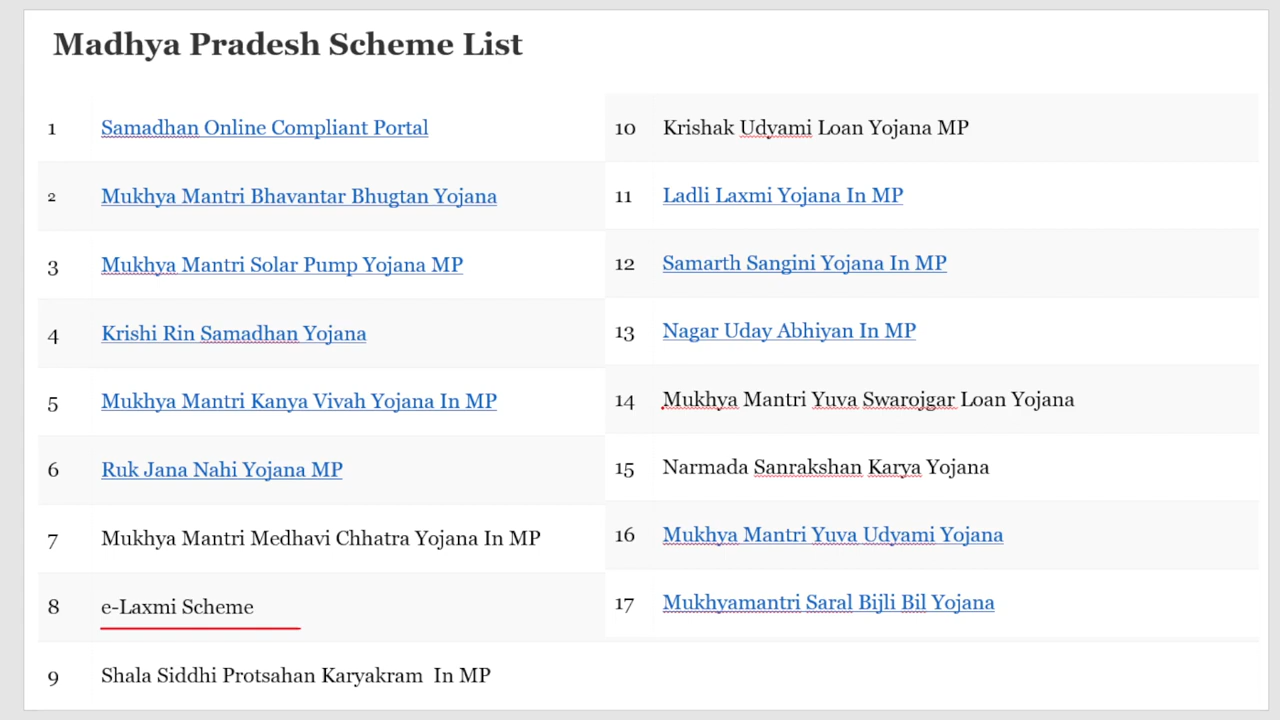 Madhya Pradesh Scheme List
1 Samadhan Online Compliant Portal
2 Mukhya Mantri Bhavantar Bhugtan Yojana
3 Mukhya Mantri Solar Pump Yojana MP
4 Krishi Rin Samadhan Yojana
5 Mukhya Mantri Kanya Vivah Yojana In MP
6 Ruk Jana Nahi Yojana MP
7 Mukhya Mantri Medhavi Chhatra Yojana In MP
8 e-Laxmi Scheme
9 Shala Siddhi Protsahan Karyakram In MP
10 Krishak Udyami Loan Yojana MP
11 Ladli Laxmi Yojana In MP
12 Samarth Sangini Yojana In MP
13 Nagar Uday Abhiyan In MP
14 Mukhya Mantri Yuva Swarojgar Loan Yojana
15 Narmada Sanrakshan Karya Yojana
16 Mukhya Mantri Yuva Udyami Yojana
17 Mukhyamantri Saral Bijli Bil Yojana